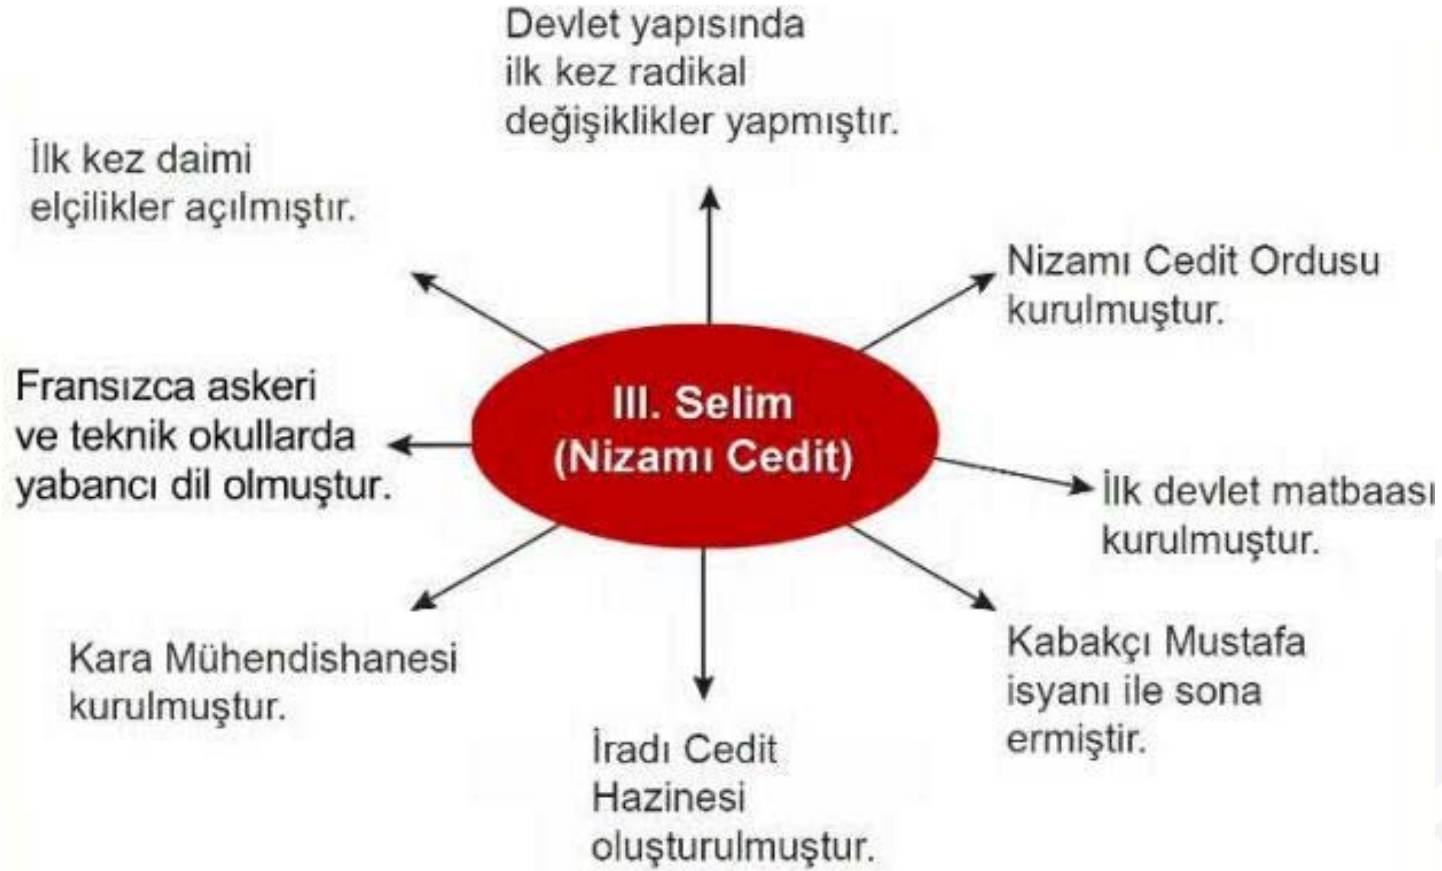 Devlet yapısında
ilk kez radikal
değişiklikler yapmıştır.
İlk kez daimi
elçilikler açılmıştır.
Nizamı Cedit Ordusu
kurulmuştur.
Fransızca askeri
ve teknik okullarda
yabancı dil olmuştur.
III. Selim
(Nizamı Cedit)
İlk devlet matbaası
kurulmuştur.
Kara Mühendishanesi
kurulmuştur.
Kabakçı Mustafa
isyanı ile sona
ermiştir.
İradı Cedit
Hazinesi
oluşturulmuştur.